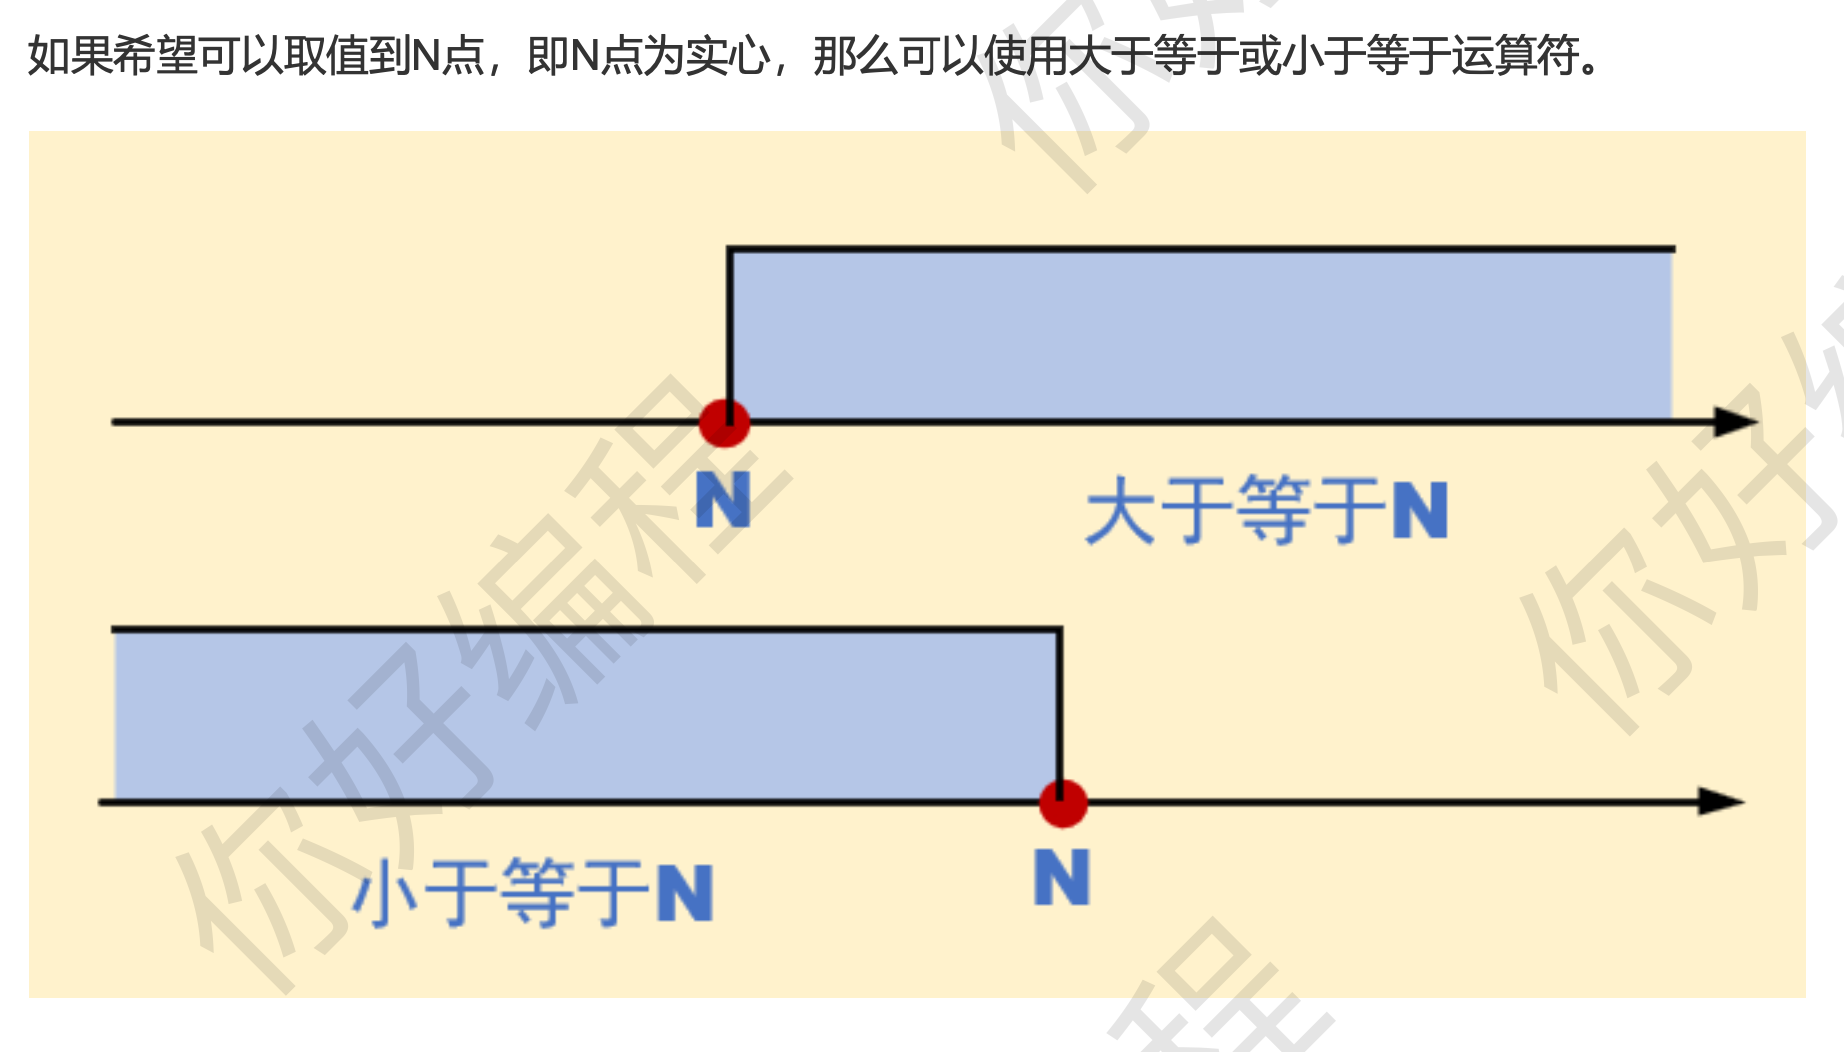 如果希望可以取值到N点，即N点为实心，那么可以使用大于等于或小于等于运算符。
N
大于等于N
小于等于N
N
你好编程
你好编
你好
程